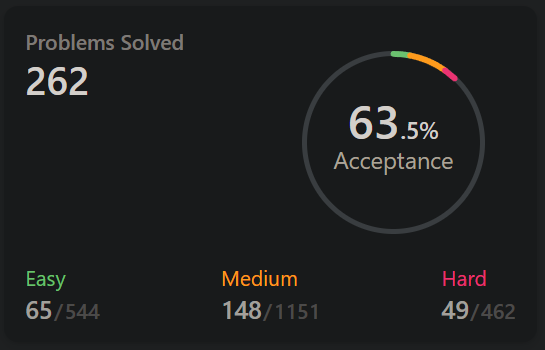 Problems Solved
262
63.5%
Acceptance
Easy
65/544
Medium
148/1151
Hard
49/462